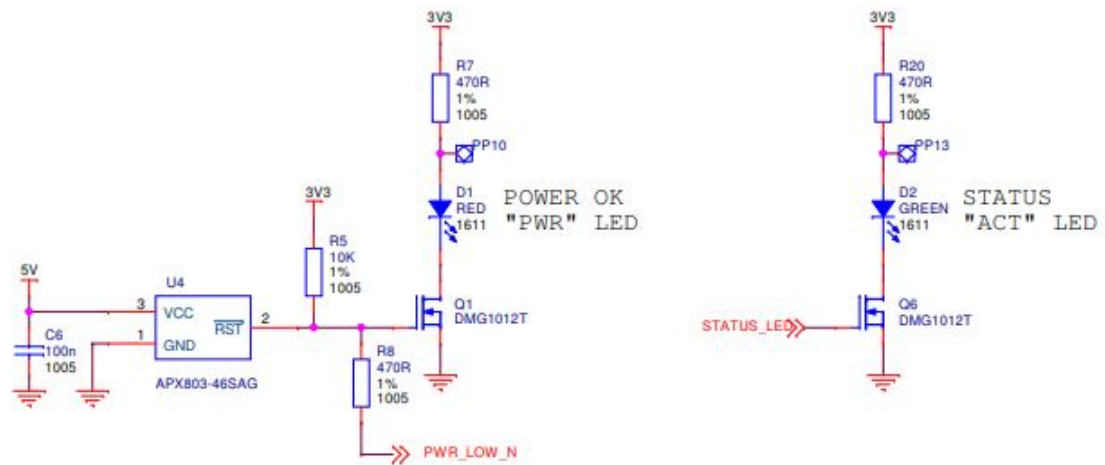 3V3
R7
470R
1%
1005
PP10
D1
RED
1611
POWER OK
"PWR" LED
3V3
R5
10K
1%
1005
5V
U4
3
VCC
RST
2
1
GND
C6
100n
1005
APX803-46SAG
Q1
DMG1012T
R8
470R
1%
1005
PWR_LOW_N
3V3
R20
470R
1%
1005
PP13
D2
GREEN
1611
STATUS
"ACT" LED
STATUS_LED
Q6
DMG1012T